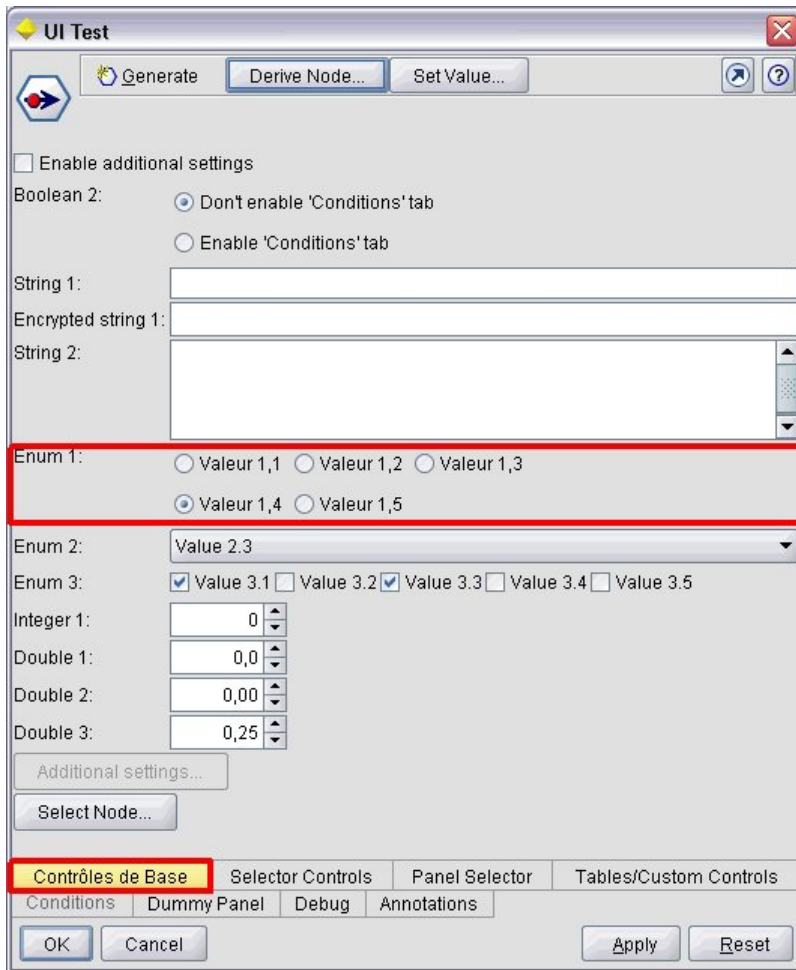 UI Test
Generate Derive Node... Set Value... ?
Enable additional settings
Boolean 2: Don't enable 'Conditions' tab
Enable 'Conditions' tab
String 1:
Encrypted string 1:
String 2:
Enum 1: Valeur 1,1 Valeur 1,2 Valeur 1,3
Valeur 1,4 Valeur 1,5
Enum 2: Value 2.3
Enum 3: Value 3.1 Value 3.2 Value 3.3 Value 3.4 Value 3.5
Integer 1: 0
Double 1: 0,0
Double 2: 0,00
Double 3: 0,25
Additional settings...
Select Node...
Contrôles de Base Selector Controls Panel Selector Tables/Custom Controls
Conditions Dummy Panel Debug Annotations
OK Cancel Apply Reset